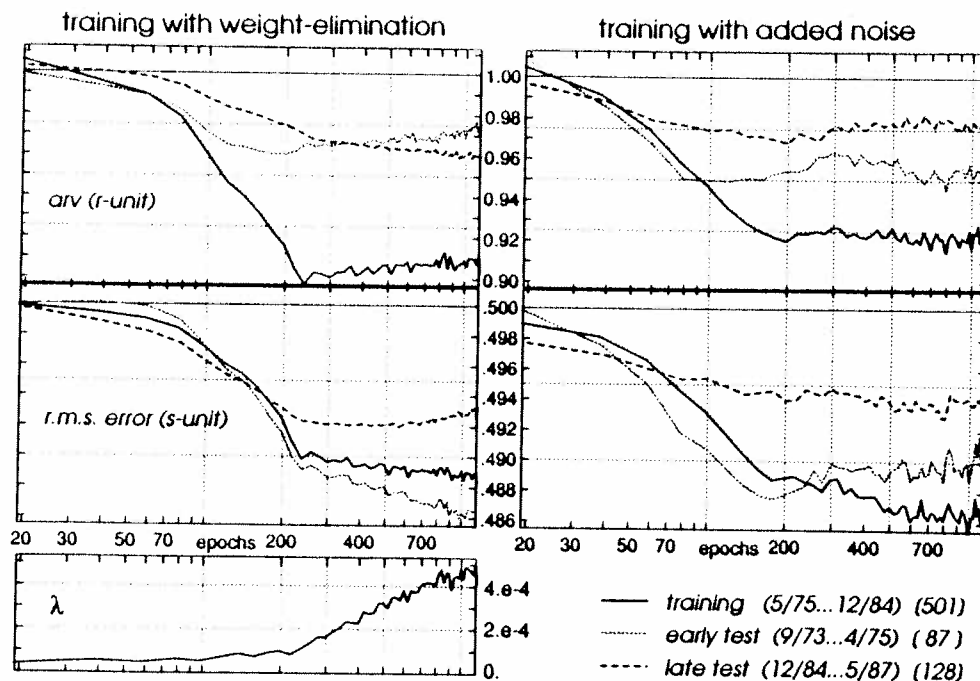 training with weight-elimination
training with added noise
1.00
0.98
0.96
0.95
0.92
0.90
arv (r-unit)
.500
.498
.495
.492
.490
.488
.486
r.m.s. error (s-unit)
20 30 50 70 epochs 200 400 700
20 30 50 70 epochs 200 400 700
λ
4.e-4
2.e-4
0.
training (5/75...12/84) (501)
early test (9/73...4/75) ( 87)
late test (12/84...5/87) (128)